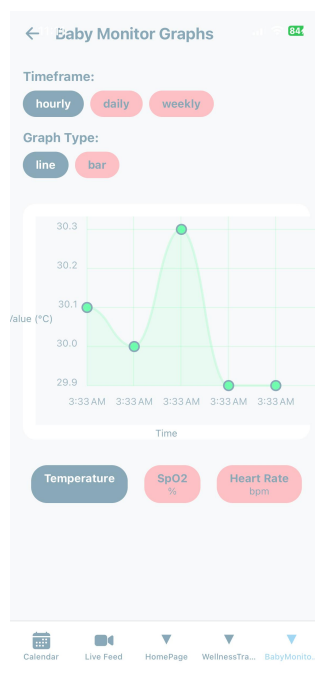 Baby Monitor Graphs
84
Timeframe:
hourly daily weekly
Graph Type:
line bar
30.3
30.2
30.1
Value (°C)
30.0
29.9
3:33 AM 3:33 AM 3:33 AM 3:33 AM 3:33 AM
Time
Temperature SpO2 Heart Rate
% bpm
Calendar Live Feed HomePage WellnessTra... BabyMonito...